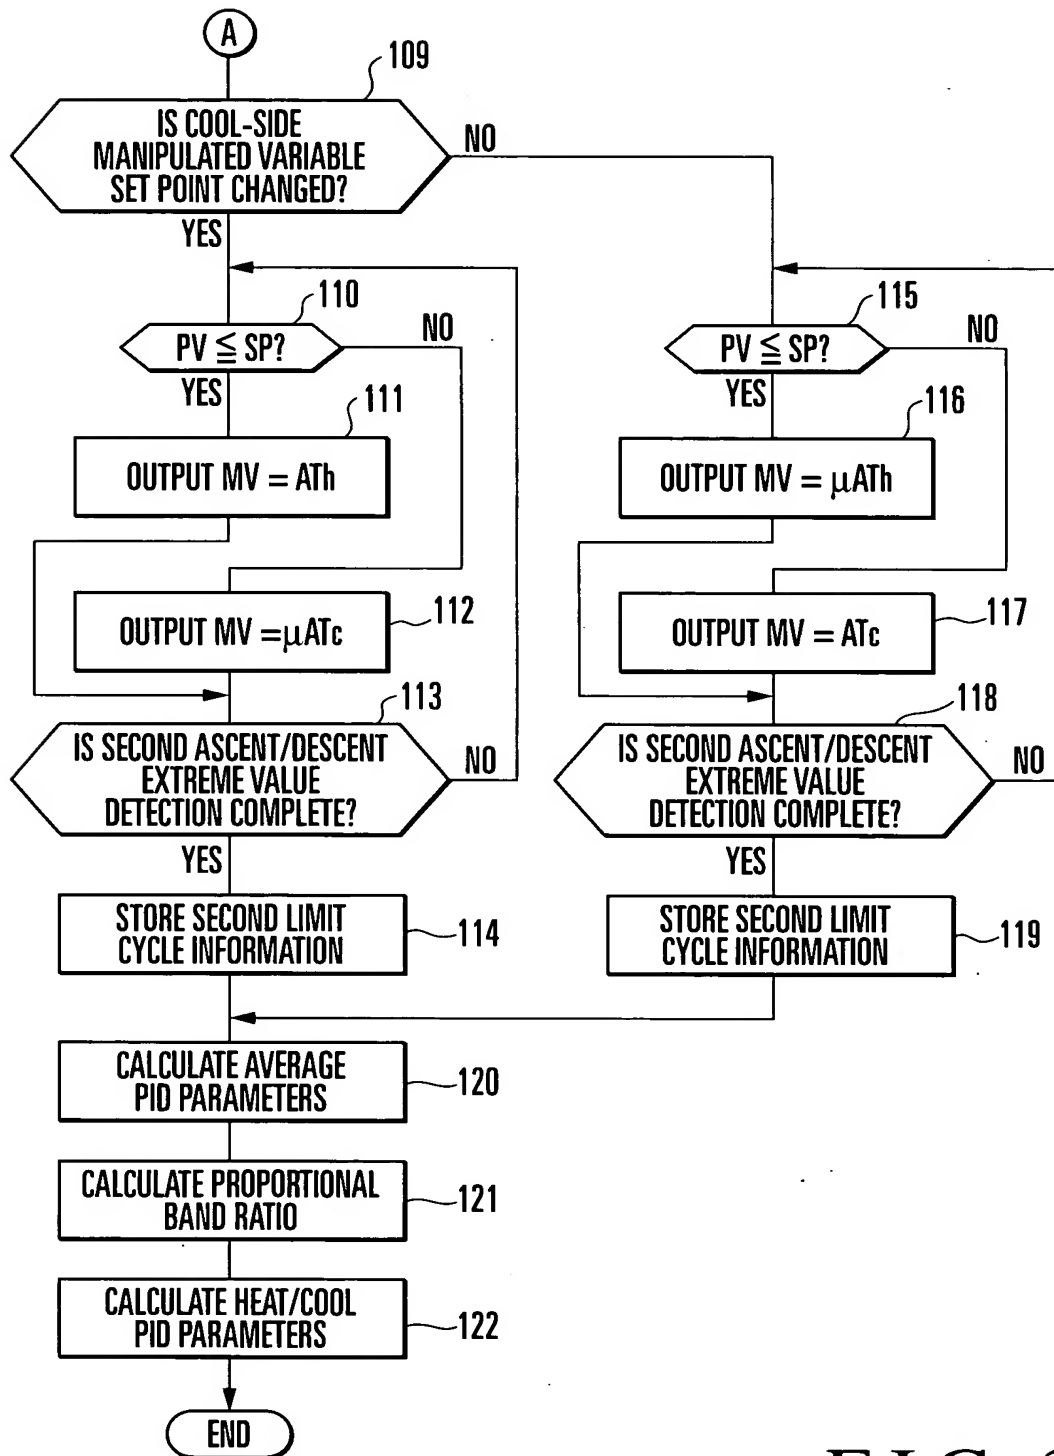 A
109
IS COOL-SIDE
MANIPULATED VARIABLE
SET POINT CHANGED?
NO
YES
110
PV ≦ SP?
NO
YES
111
OUTPUT MV = ATh
OUTPUT MV =μATc
112
113
IS SECOND ASCENT/DESCENT
EXTREME VALUE
DETECTION COMPLETE?
NO
YES
STORE SECOND LIMIT
CYCLE INFORMATION
114
115
PV ≦ SP?
NO
YES
116
OUTPUT MV = μATh
OUTPUT MV = ATc
117
118
IS SECOND ASCENT/DESCENT
EXTREME VALUE
DETECTION COMPLETE?
NO
YES
STORE SECOND LIMIT
CYCLE INFORMATION
119
CALCULATE AVERAGE
PID PARAMETERS
120
CALCULATE PROPORTIONAL
BAND RATIO
121
CALCULATE HEAT/COOL
PID PARAMETERS
122
END